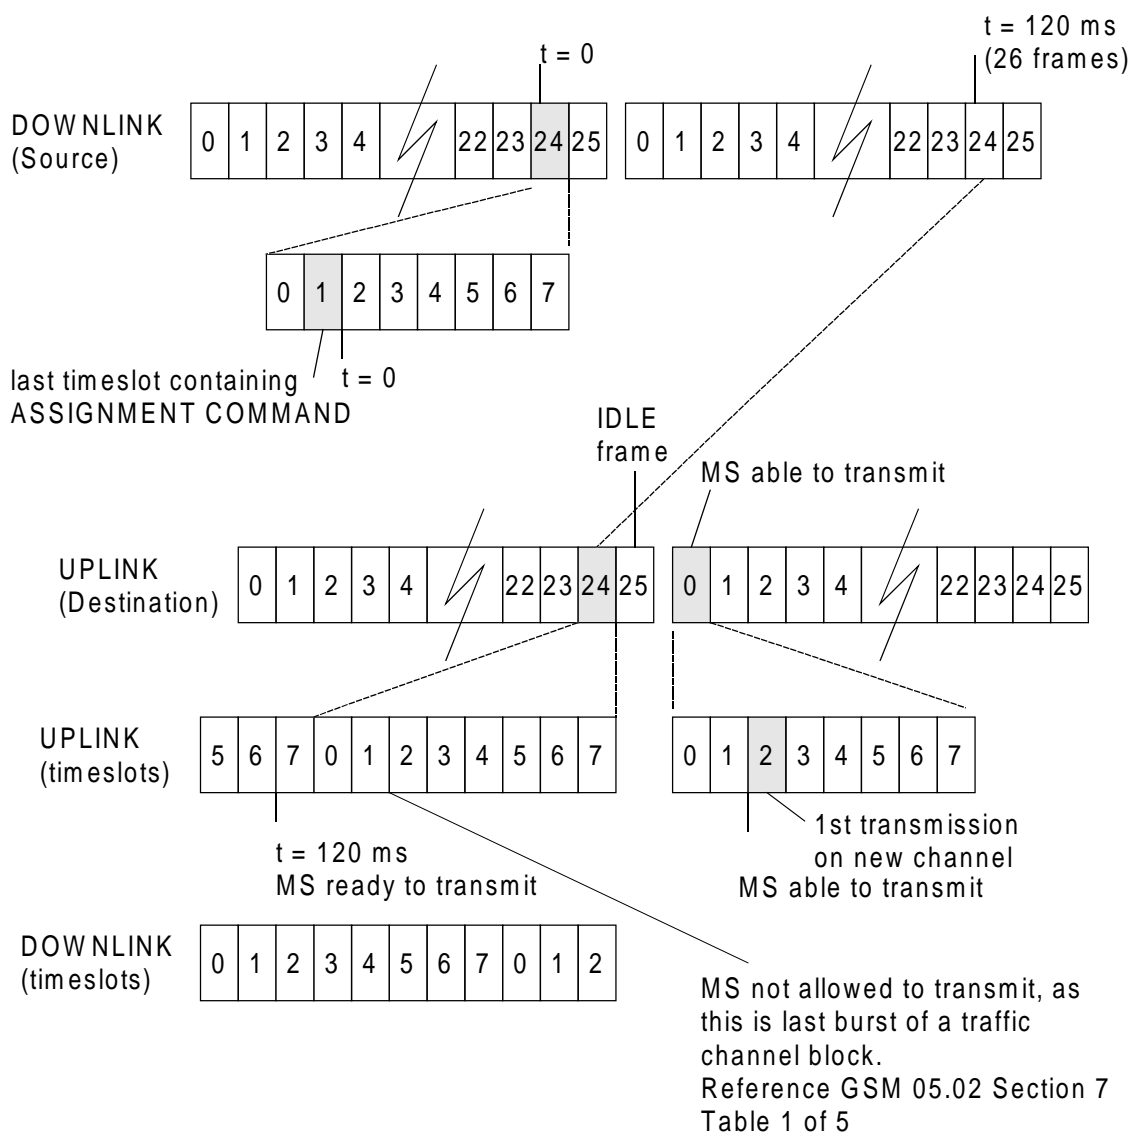 t = 120 ms
(26 frames)
t = 0
DOWNLINK
(Source)
0 1 2 3 4 22 23 24 25 0 1 2 3 4 22 23 24 25
0 1 2 3 4 5 6 7
last timeslot containing
ASSIGNMENT COMMAND
t = 0
IDLE
frame
MS able to transmit
UPLINK
(Destination)
0 1 2 3 4 22 23 24 25 0 1 2 3 4 22 23 24 25
UPLINK
(timeslots)
5 6 7 0 1 2 3 4 5 6 7 0 1 2 3 4 5 6 7
t = 120 ms
MS ready to transmit
1st transmission
on new channel
MS able to transmit
DOWNLINK
(timeslots)
0 1 2 3 4 5 6 7 0 1 2
MS not allowed to transmit, as
this is last burst of a traffic
channel block.
Reference GSM 05.02 Section 7
Table 1 of 5